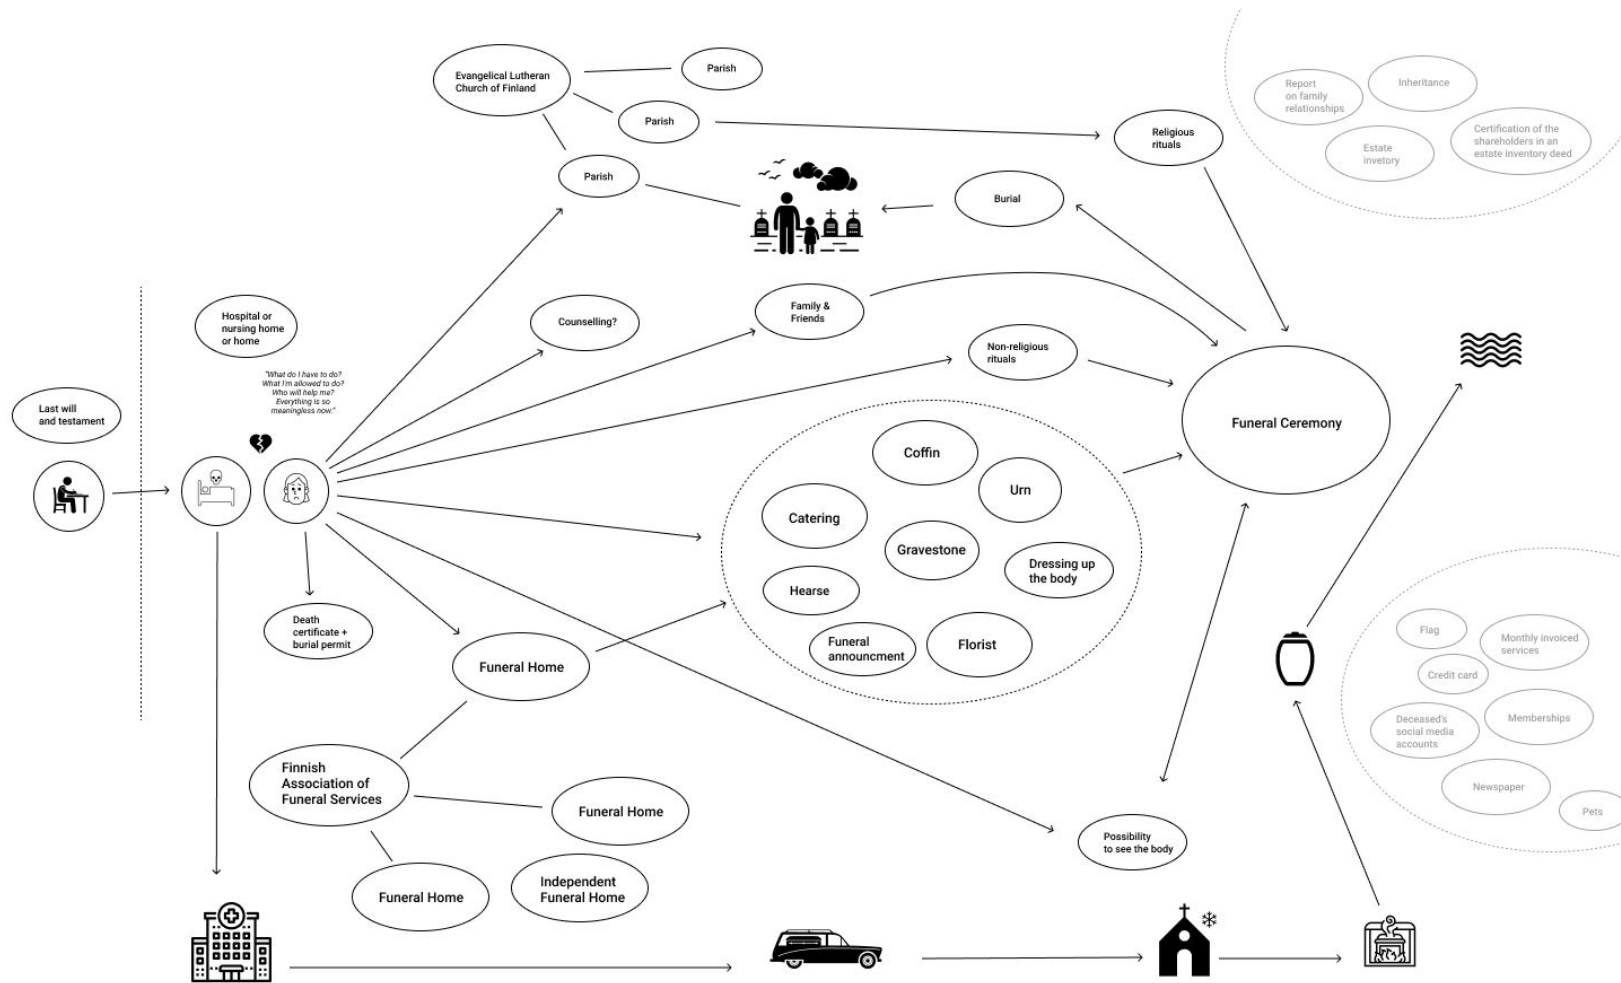 Evangelical Lutheran
Church of Finland
Parish
Parish
Parish
Religious
rituals
Burial
Report
on family
relationships
Inheritance
Estate
invetory
Certification of the
shareholders in an
estate inventory deed
Hospital or
nursing home
or home
Counselling?
Family &
Friends
Non-religious
rituals
"What do I have to do?
What I'm allowed to do?
Who will help me?
Everything is so
meaningless now."
Last will
and testament
Funeral Ceremony
Coffin
Urn
Catering
Gravestone
Dressing up
the body
Hearse
Funeral
announcment
Florist
Death
certificate +
burial permit
Funeral Home
Finnish
Association of
Funeral Services
Funeral Home
Funeral Home
Independent
Funeral Home
Possibility
to see the body
Flag
Monthly invoiced
services
Credit card
Deceased's
social media
accounts
Memberships
Newspaper
Pets